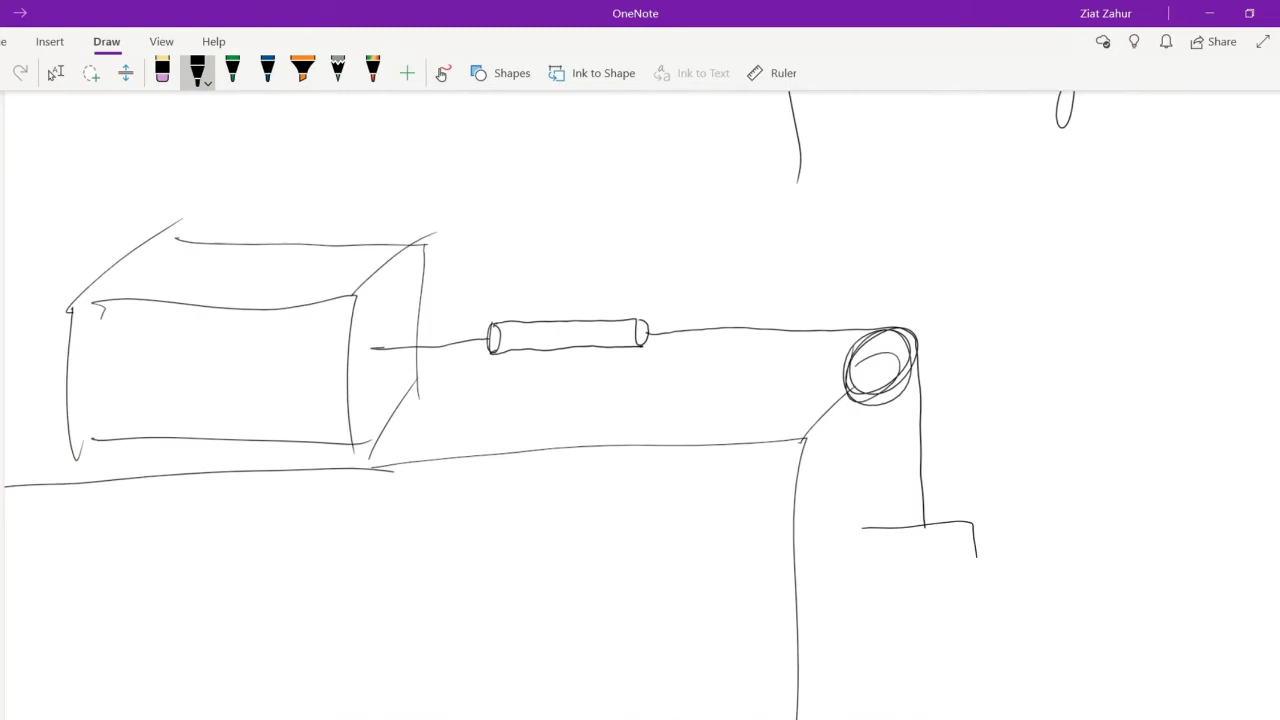 OneNote
Ziat Zahur
e Insert Draw View Help
Share
Shapes Ink to Shape Ink to Text Ruler